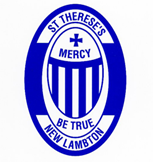 ST THERESE'S
MERCY
BE TRUE
NEW LAMBTON